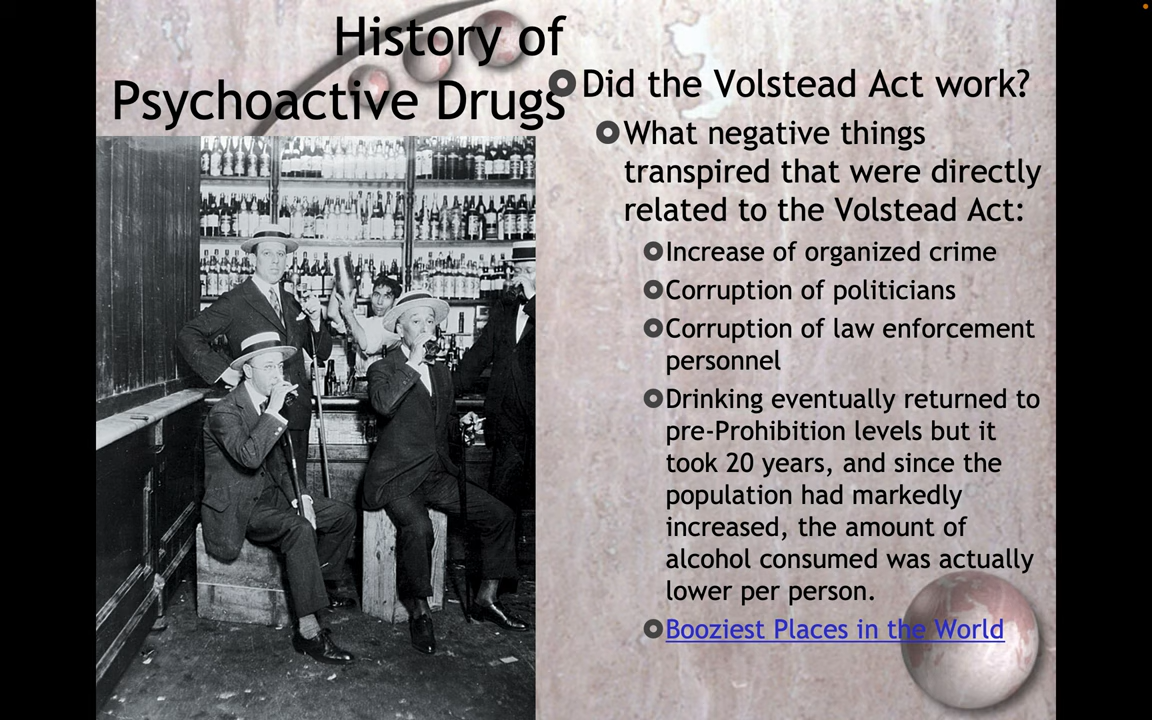 History of
Psychoactive Drugs
Did the Volstead Act work?
What negative things
transpired that were directly
related to the Volstead Act:
Increase of organized crime
Corruption of politicians
Corruption of law enforcement
personnel
Drinking eventually returned to
pre-Prohibition levels but it
took 20 years, and since the
population had markedly
increased, the amount of
alcohol consumed was actually
lower per person.
Booziest Places in the World